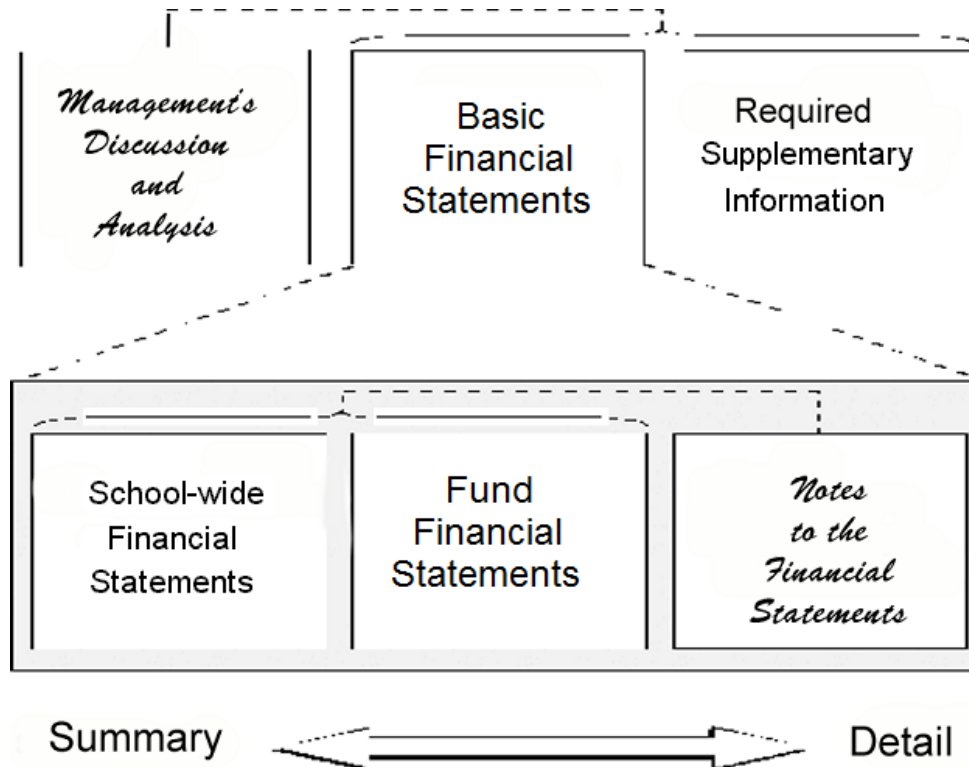 Management's
Discussion
and
Analysis
Basic
Financial
Statements
Required
Supplementary
Information
School-wide
Financial
Statements
Fund
Financial
Statements
Notes
to the
Financial
Statements
Summary
Detail